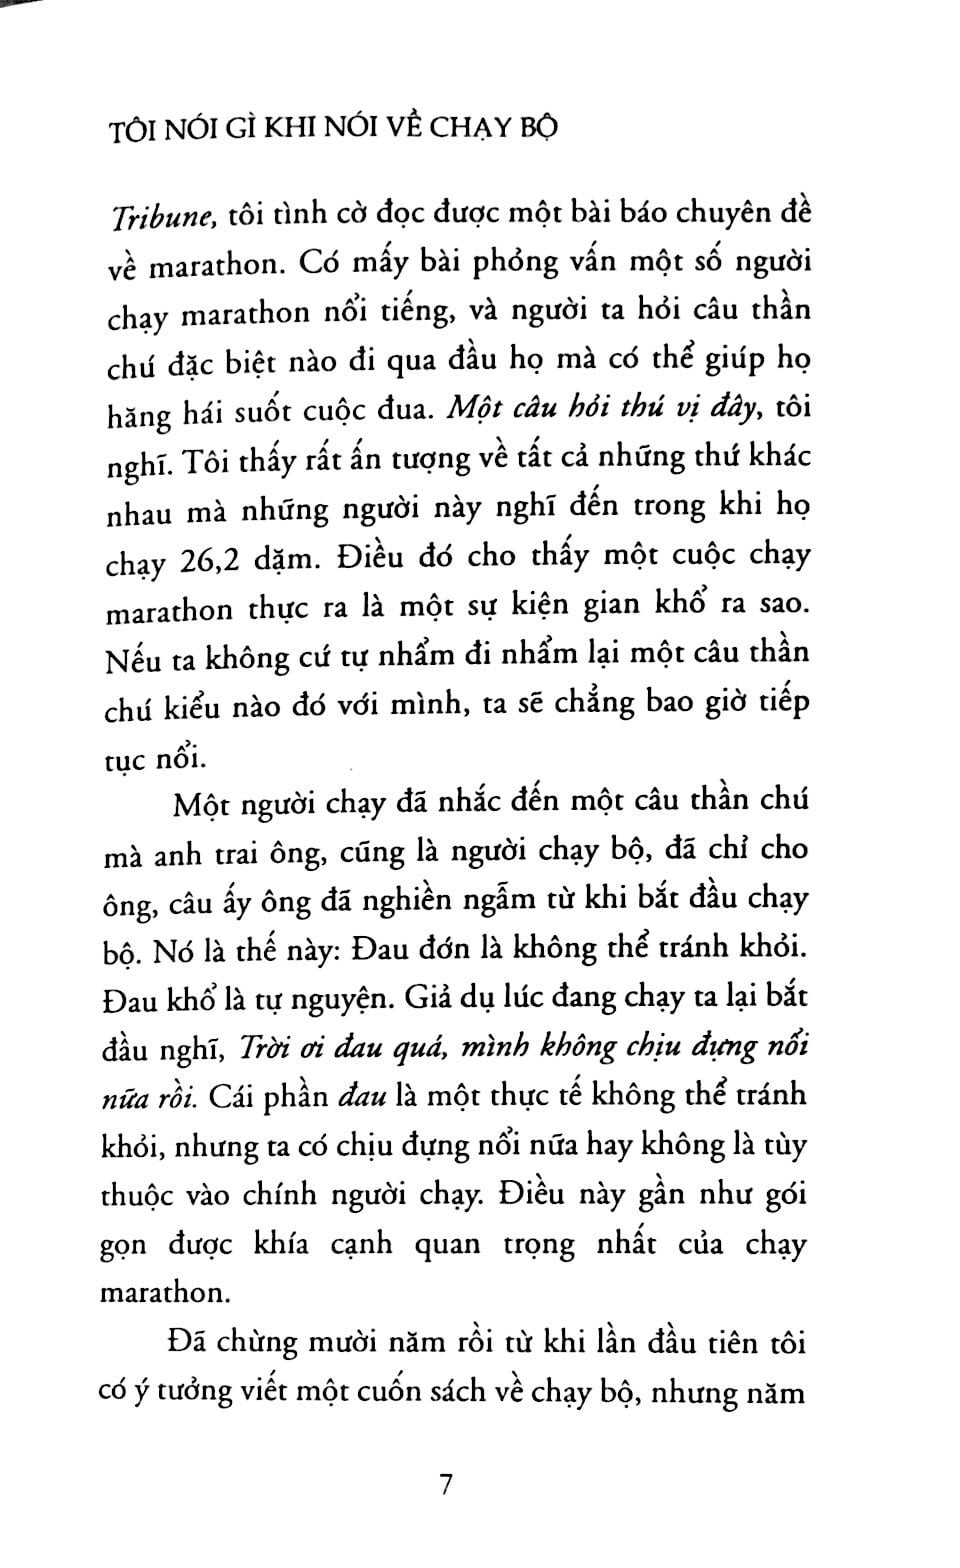 TÔI NÓI GÌ KHI NÓI VỀ CHẠY BỘ
Tribune, tôi tình cờ đọc được một bài báo chuyên đề
về marathon. Có mấy bài phỏng vấn một số người
chạy marathon nổi tiếng, và người ta hỏi câu thần
chú đặc biệt nào đi qua đầu họ mà có thể giúp họ
hăng hái suốt cuộc đua. Một câu hỏi thú vị đây, tôi
nghĩ. Tôi thấy rất ấn tượng về tất cả những thứ khác
nhau mà những người này nghĩ đến trong khi họ
chạy 26,2 dặm. Điều đó cho thấy một cuộc chạy
marathon thực ra là một sự kiện gian khổ ra sao.
Nếu ta không cứ tự nhẩm đi nhẩm lại một câu thần
chú kiểu nào đó với mình, ta sẽ chẳng bao giờ tiếp
tục nổi.
Một người chạy đã nhắc đến một câu thần chú
mà anh trai ông, cũng là người chạy bộ, đã chỉ cho
ông, câu ấy ông đã nghiền ngẫm từ khi bắt đầu chạy
bộ. Nó là thế này: Đau đớn là không thể tránh khỏi.
Đau khổ là tự nguyện. Giả dụ lúc đang chạy ta lại bắt
đầu nghĩ, Trời ơi đau quá, mình không chịu đựng nổi
nữa rồi. Cái phần đau là một thực tế không thể tránh
khỏi, nhưng ta có chịu đựng nổi nữa hay không là tùy
thuộc vào chính người chạy. Điều này gần như gói
gọn được khía cạnh quan trọng nhất của chạy
marathon.
Đã chừng mười năm rồi từ khi lần đầu tiên tôi
có ý tưởng viết một cuốn sách về chạy bộ, nhưng năm
7